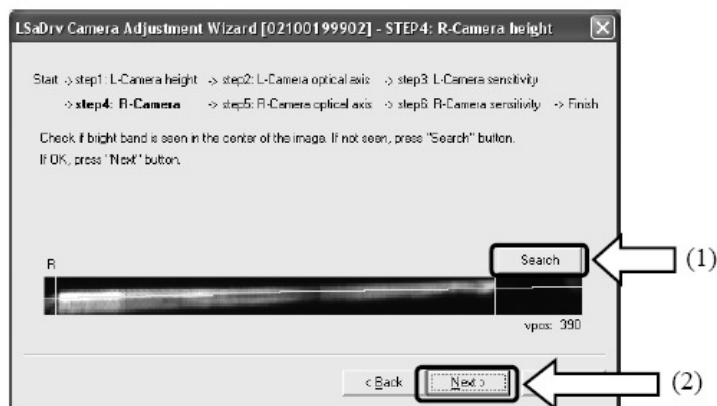 LSaDrv Camera Adjustment Wizard [02100199902] - STEP4: R-Camera height
Start -> step1: L-Camera height -> step2: L-Camera optical axis -> step3: L-Camera sensitivity
-> step4: R-Camera -> step5: R-Camera optical axis -> step6: R-Camera sensitivity -> Finish
Check if bright band is seen in the center of the image. If not seen, press "Search" button.
If OK, press "Next" button.
Search
(1)
R
vpos: 390
< Back
Next >
(2)